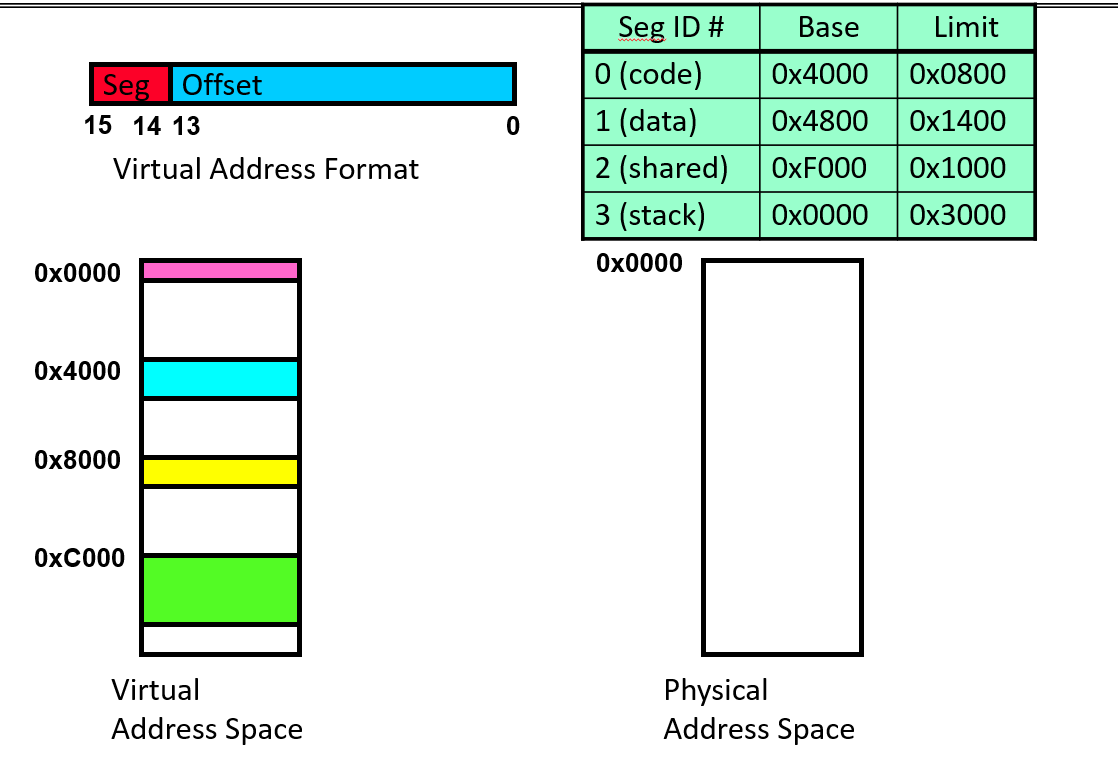 Seg ID # Base Limit
0 (code) 0x4000 0x0800
1 (data) 0x4800 0x1400
2 (shared) 0xF000 0x1000
3 (stack) 0x0000 0x3000
Seg Offset
15 14 13 0
Virtual Address Format
0x0000
0x4000
0x8000
0xC000
Virtual
Address Space
0x0000
Physical
Address Space